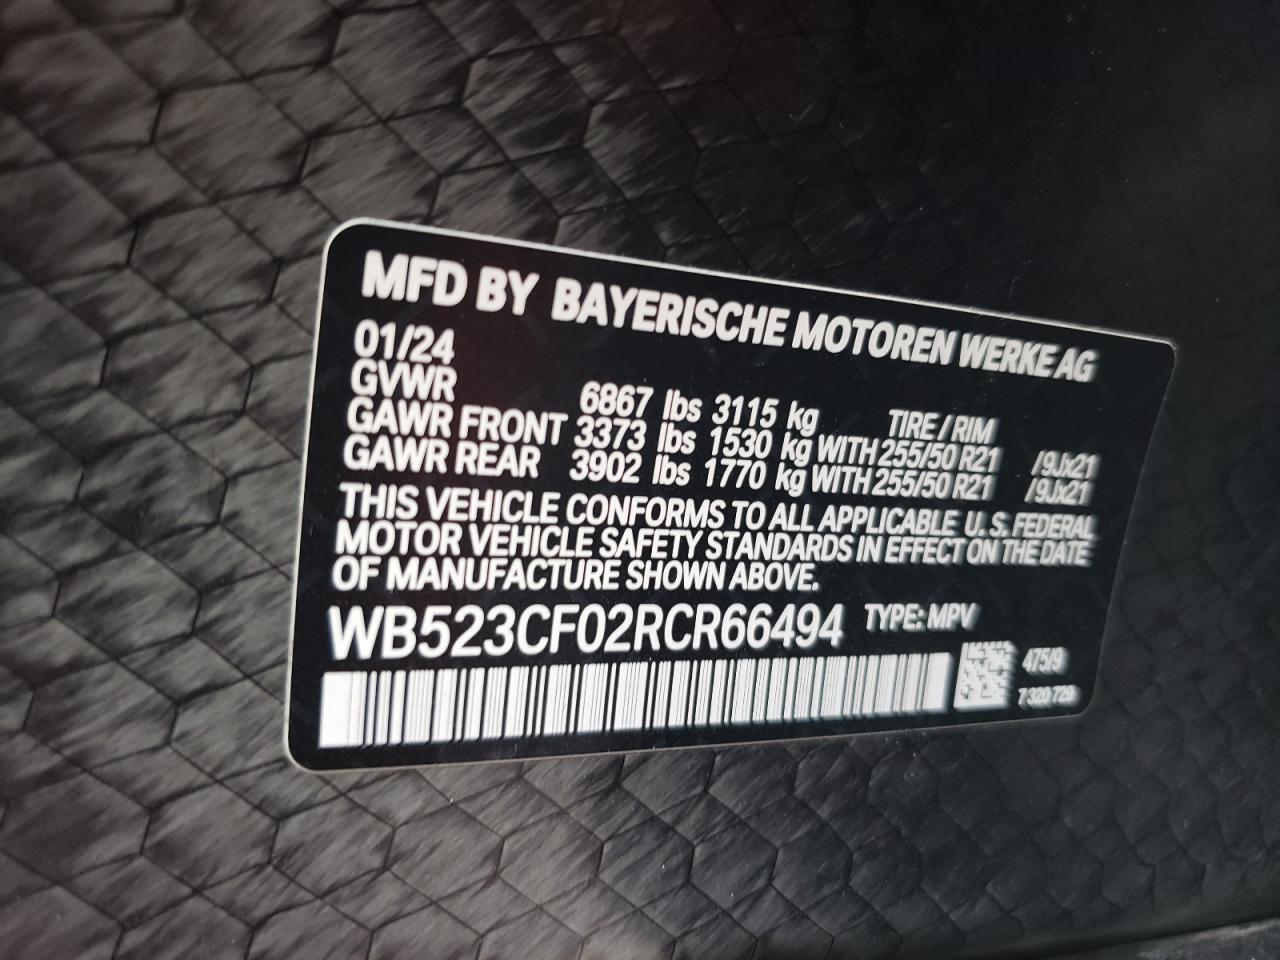 MFD BY BAYERISCHE MOTOREN WERKE AG
01/24
GVWR 6867 lbs 3115 kg TIRE / RIM
GAWR FRONT 3373 lbs 1530 kg WITH 255/50 R21 /9Jx21
GAWR REAR 3902 lbs 1770 kg WITH 255/50 R21 /9Jx21
THIS VEHICLE CONFORMS TO ALL APPLICABLE U.S. FEDERAL
MOTOR VEHICLE SAFETY STANDARDS IN EFFECT ON THE DATE
OF MANUFACTURE SHOWN ABOVE.
WB523CF02RCR66494 TYPE: MPV
475/9
7 320 729